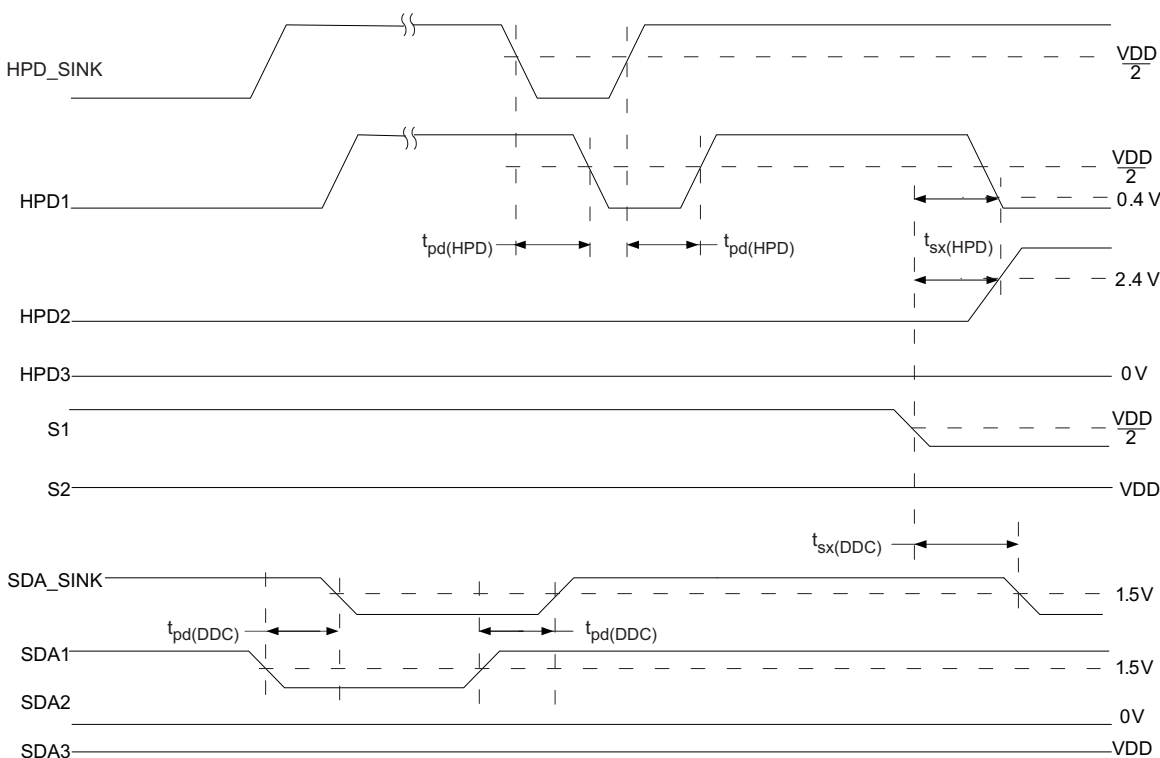 HPD_SINK
VDD
2
HPD1
VDD
2
0.4 V
tpd(HPD)
tpd(HPD)
tsx(HPD)
2.4 V
HPD2
HPD3
0 V
S1
VDD
2
S2
VDD
tsx(DDC)
SDA_SINK
1.5V
tpd(DDC)
tpd(DDC)
SDA1
1.5V
SDA2
0V
SDA3
VDD